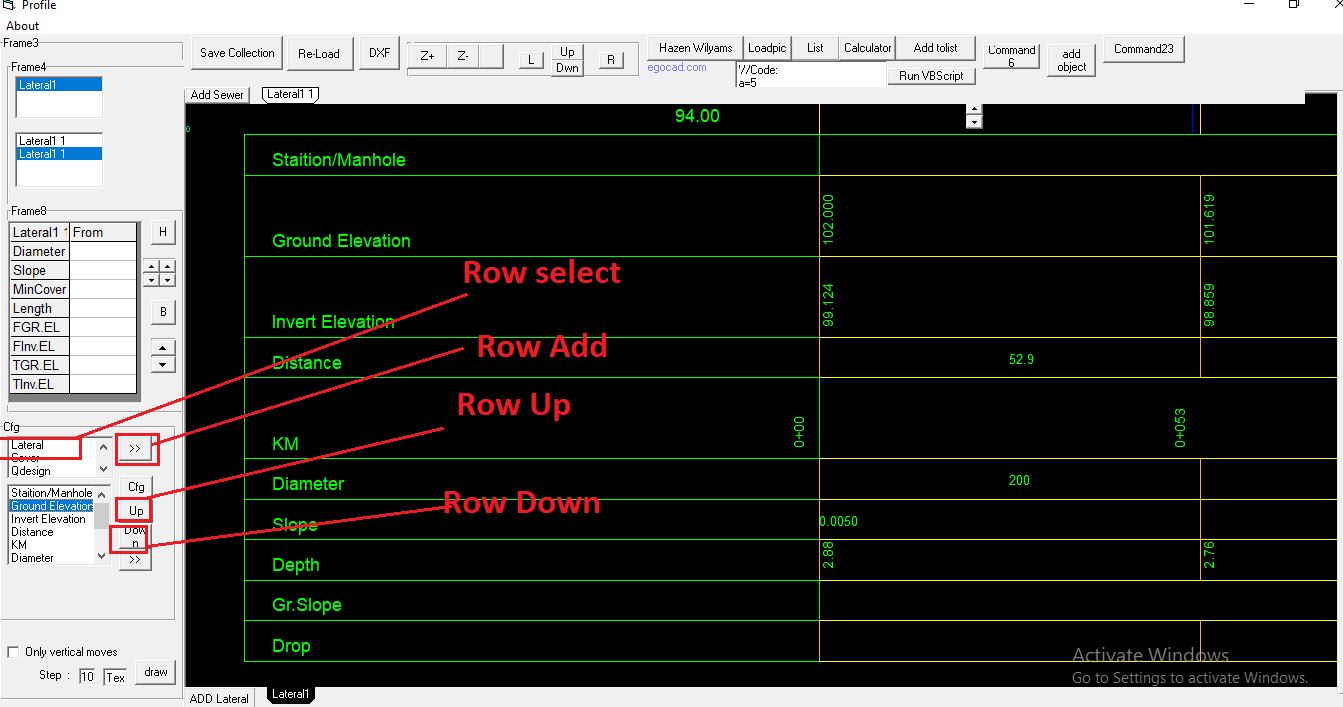 Profile
About
Frame3
Save Collection
Re-Load
DXF
Z+
Z-
L
Up
Dwn
R
Hazen Wilyams
Loadpic
List
Calculator
Add tolist
Command
6
add
object
Command23
egocad.com
'//Code:
a=5
Run VBScript
Frame4
Lateral1
Lateral1 1
Lateral1 1
Add Sewer
Lateral1 1
0
94.00
Staition/Manhole
Ground Elevation
102.000
101.619
Invert Elevation
99.124
98.859
Distance
52.9
KM
0+00
0+053
Diameter
200
Slope
0.0050
Depth
2.88
2.76
Gr.Slope
Drop
Row select
Row Add
Row Up
Row Down
Frame8
Lateral1 1
From
Diameter
Slope
MinCover
Length
FGR.EL
FInv.EL
TGR.EL
TInv.EL
H
B
Cfg
Lateral
Cover
Qdesign
>>
Staition/Manhole
Ground Elevation
Invert Elevation
Distance
KM
Diameter
Cfg
Up
Dow
n
>>
Only vertical moves
Step :
10
Tex
draw
ADD Lateral
Lateral1
Activate Windows
Go to Settings to activate Windows.